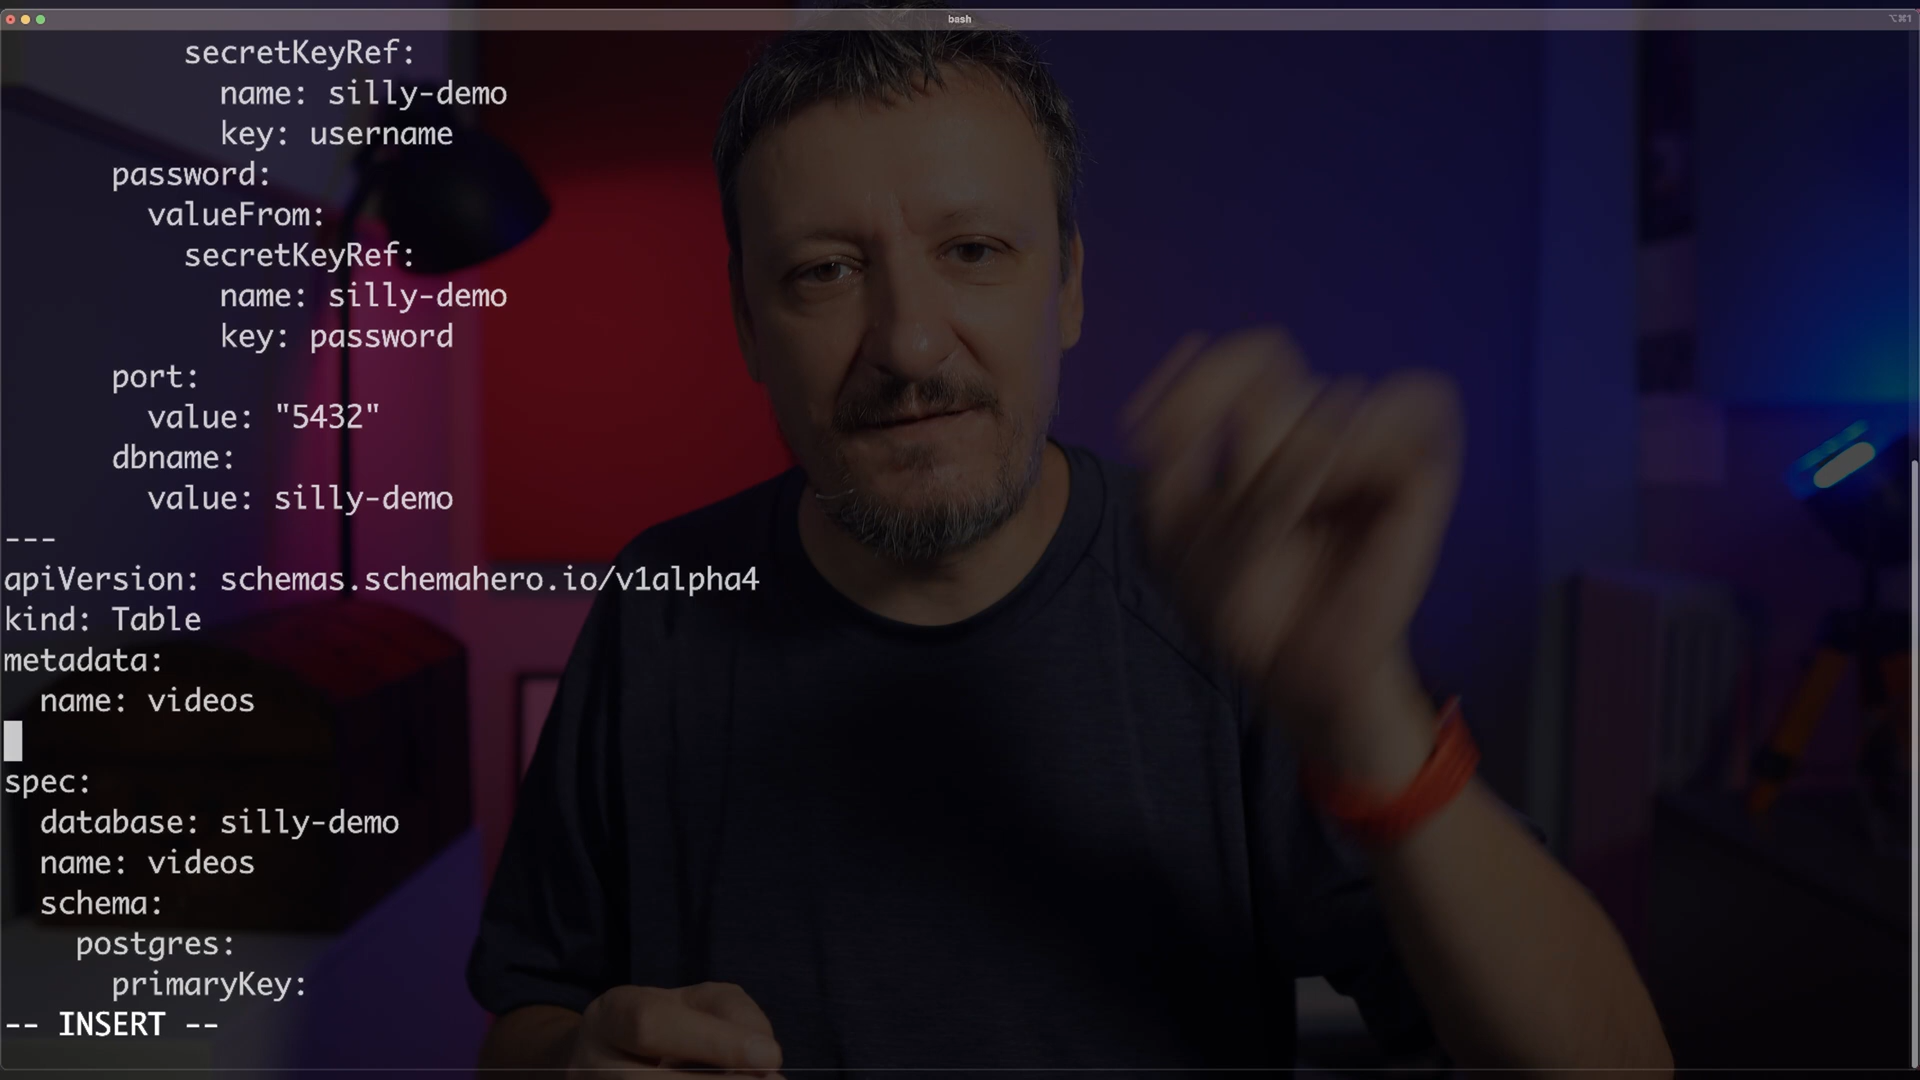 bash
⌥⌘1
secretKeyRef:
name: silly-demo
key: username
password:
valueFrom:
secretKeyRef:
name: silly-demo
key: password
port:
value: "5432"
dbname:
value: silly-demo
---
apiVersion: schemas.schemahero.io/v1alpha4
kind: Table
metadata:
name: videos
spec:
database: silly-demo
name: videos
schema:
postgres:
primaryKey:
-- INSERT --